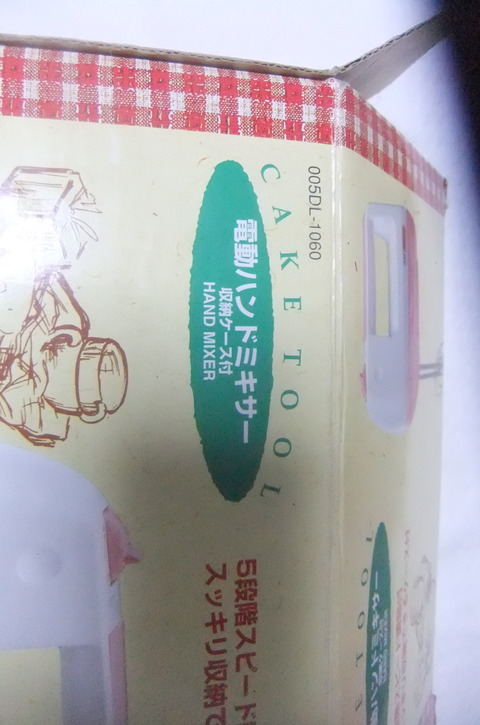 005DL-1060
CAKE TOOL
電動ハンドミキサー
収納ケース付
HAND MIXER
5段階スピード
スッキリ収納で
TOOL